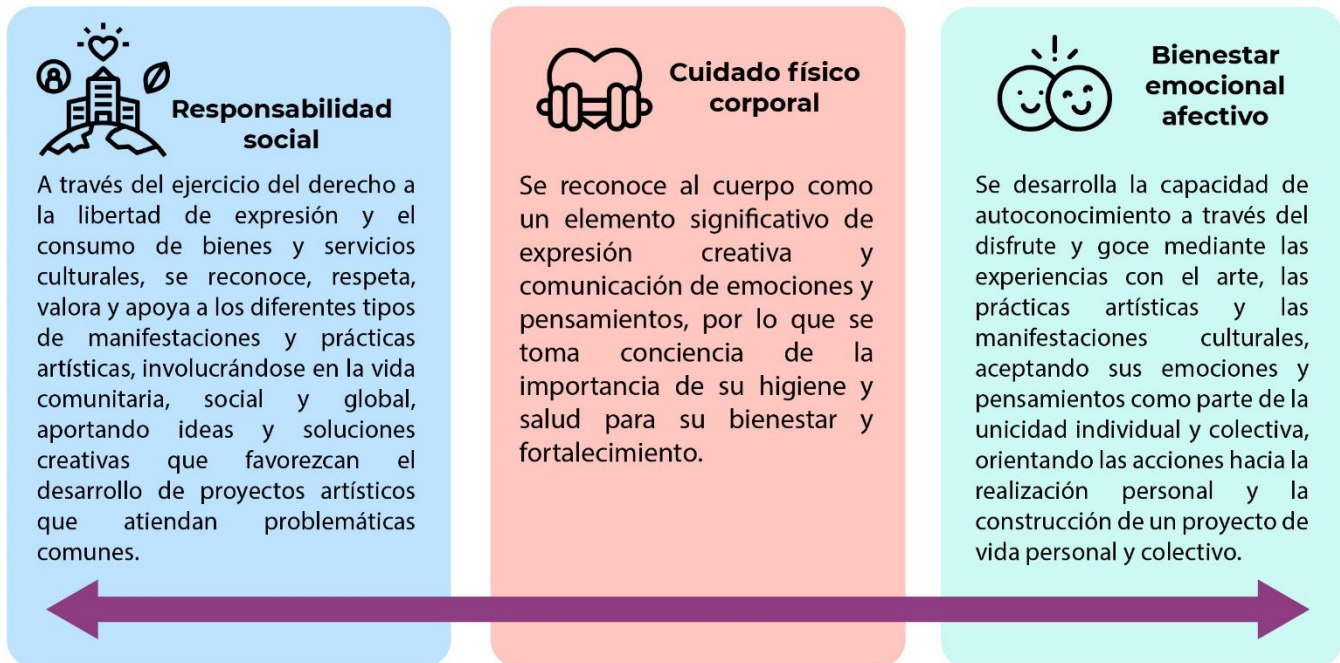 Responsabilidad
social
A través del ejercicio del derecho a
la libertad de expresión y el
consumo de bienes y servicios
culturales, se reconoce, respeta,
valora y apoya a los diferentes tipos
de manifestaciones y prácticas
artísticas, involucrándose en la vida
comunitaria, social y global,
aportando ideas y soluciones
creativas que favorezcan el
desarrollo de proyectos artísticos
que atiendan problemáticas
comunes.
Cuidado físico
corporal
Se reconoce al cuerpo como
un elemento significativo de
expresión creativa y
comunicación de emociones y
pensamientos, por lo que se
toma conciencia de la
importancia de su higiene y
salud para su bienestar y
fortalecimiento.
Bienestar
emocional
afectivo
Se desarrolla la capacidad de
autoconocimiento a través del
disfrute y goce mediante las
experiencias con el arte, las
prácticas artísticas y las
manifestaciones culturales,
aceptando sus emociones y
pensamientos como parte de la
unicidad individual y colectiva,
orientando las acciones hacia la
realización personal y la
construcción de un proyecto de
vida personal y colectivo.